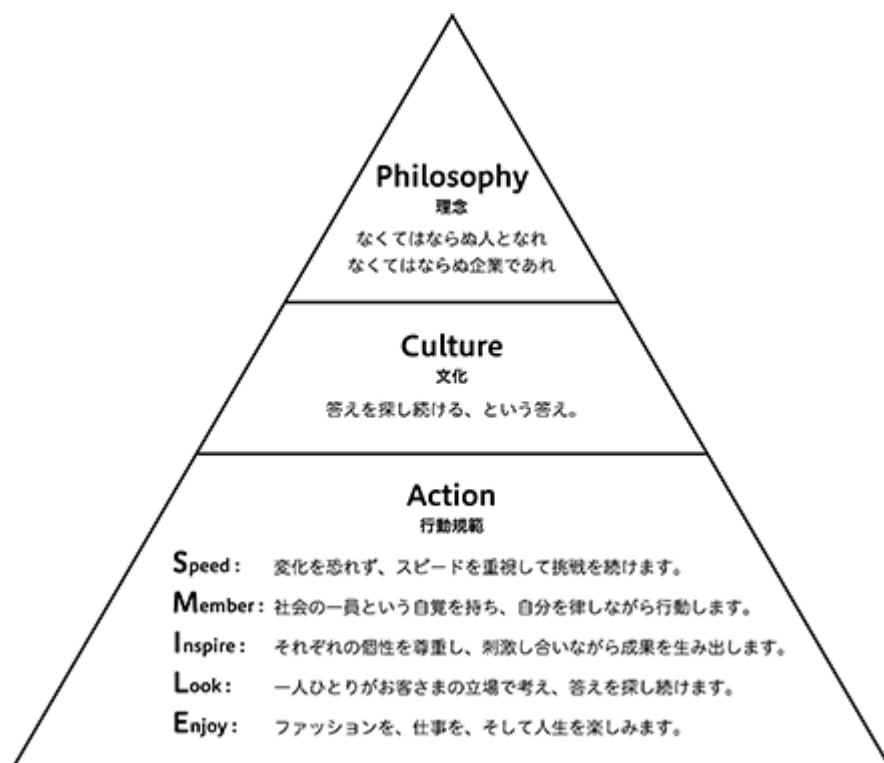 Philosophy
理念
なくてはならぬ人となれ
なくてはならぬ企業であれ
Culture
文化
答えを探し続ける、という答え。
Action
行動規範
Speed: 変化を恐れず、スピードを重視して挑戦を続けます。
Member: 社会の一員という自覚を持ち、自分を律しながら行動します。
Inspire: それぞれの個性を尊重し、刺激し合いながら成果を生み出します。
Look: 一人ひとりがお客さまの立場で考え、答えを探し続けます。
Enjoy: ファッションを、仕事を、そして人生を楽しみます。